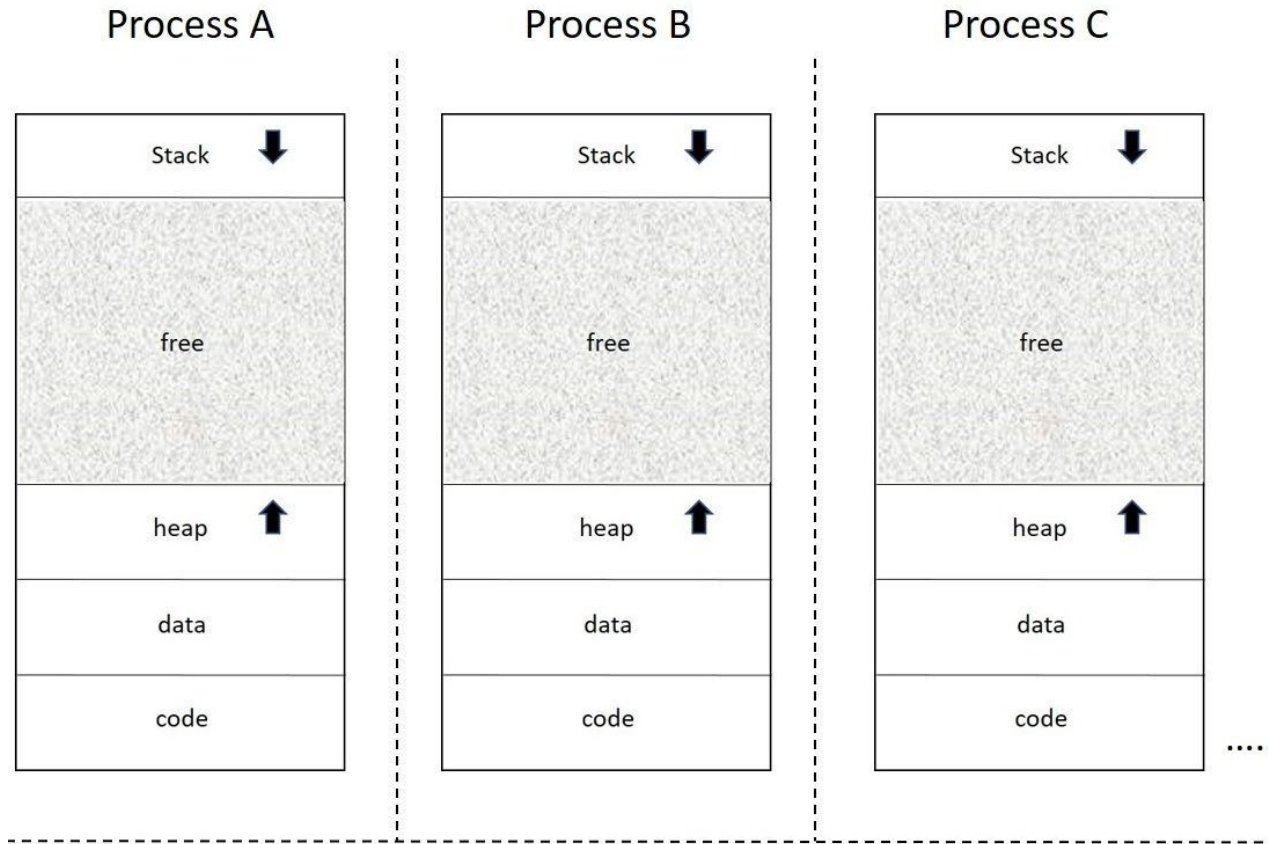 Process A
Process B
Process C
Stack
Stack
Stack
free
free
free
heap
heap
heap
data
data
data
code
code
code
....